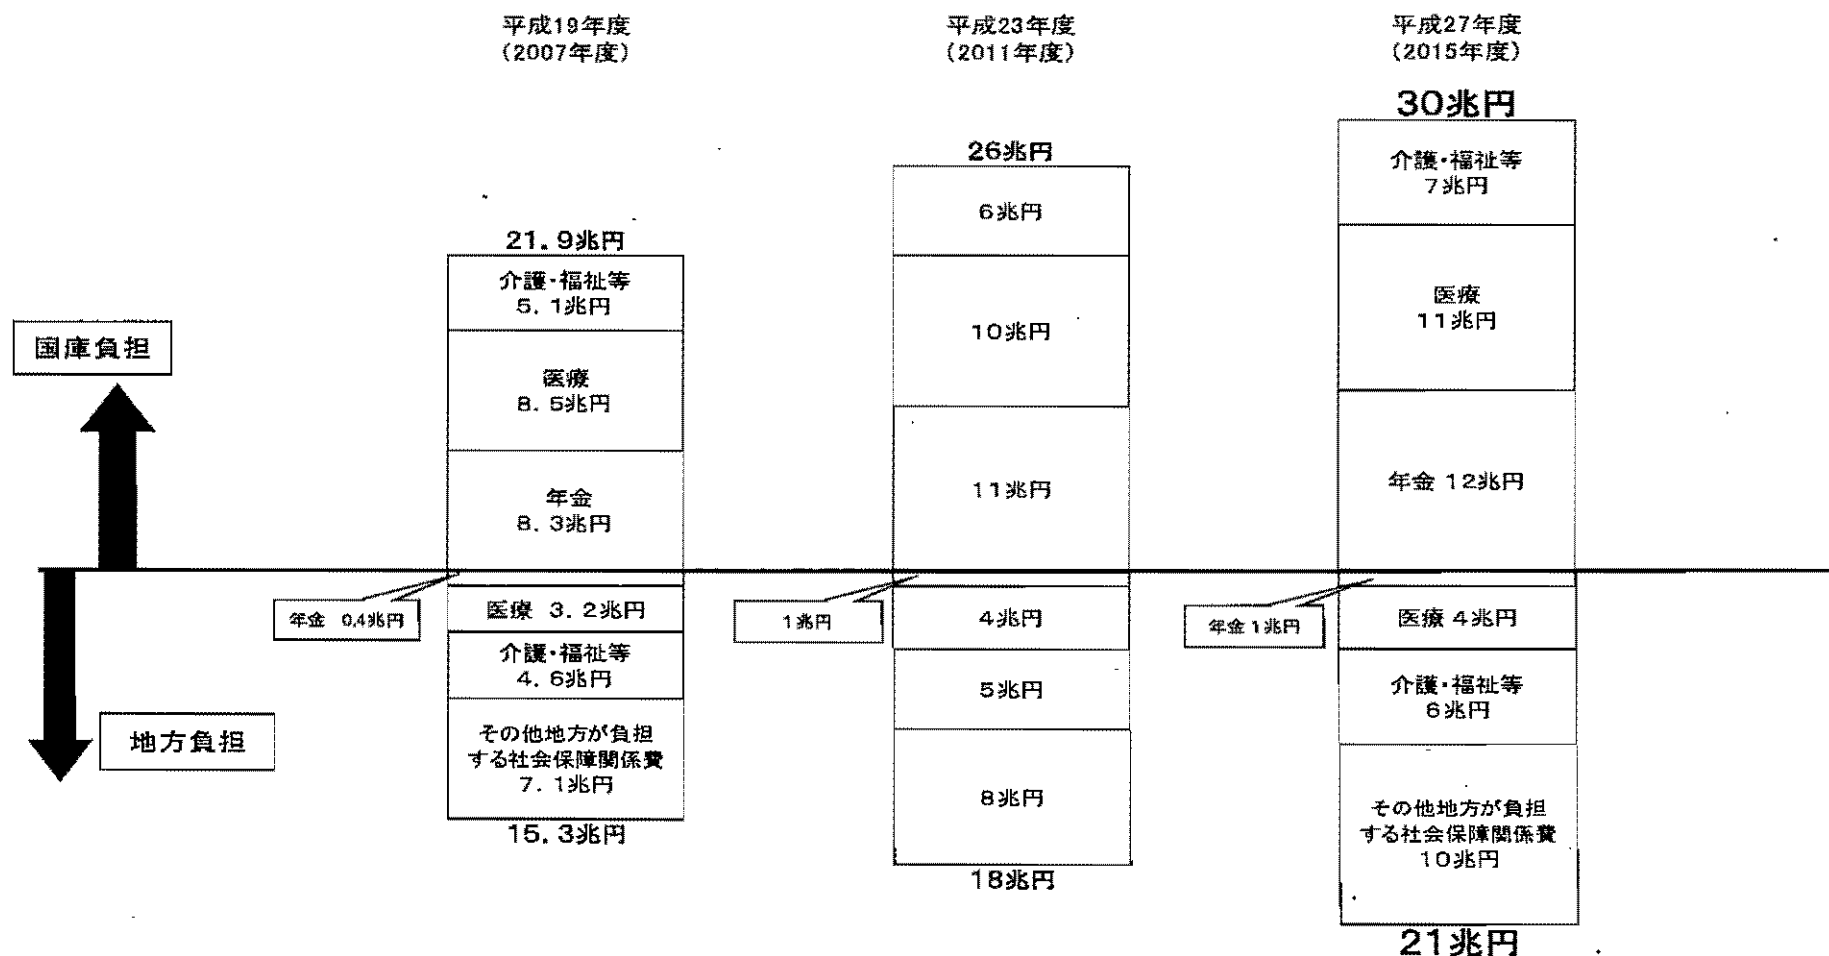 平成19年度
（2007年度）
平成23年度
（2011年度）
平成27年度
（2015年度）
国庫負担
地方負担
21.9兆円
介護・福祉等
5.1兆円
医療
8.5兆円
年金
8.3兆円
年金 0.4兆円
医療 3.2兆円
介護・福祉等
4.6兆円
その他地方が負担
する社会保障関係費
7.1兆円
15.3兆円
26兆円
6兆円
10兆円
11兆円
1兆円
4兆円
5兆円
8兆円
18兆円
30兆円
介護・福祉等
7兆円
医療
11兆円
年金 12兆円
年金 1兆円
医療 4兆円
介護・福祉等
6兆円
その他地方が負担
する社会保障関係費
10兆円
21兆円